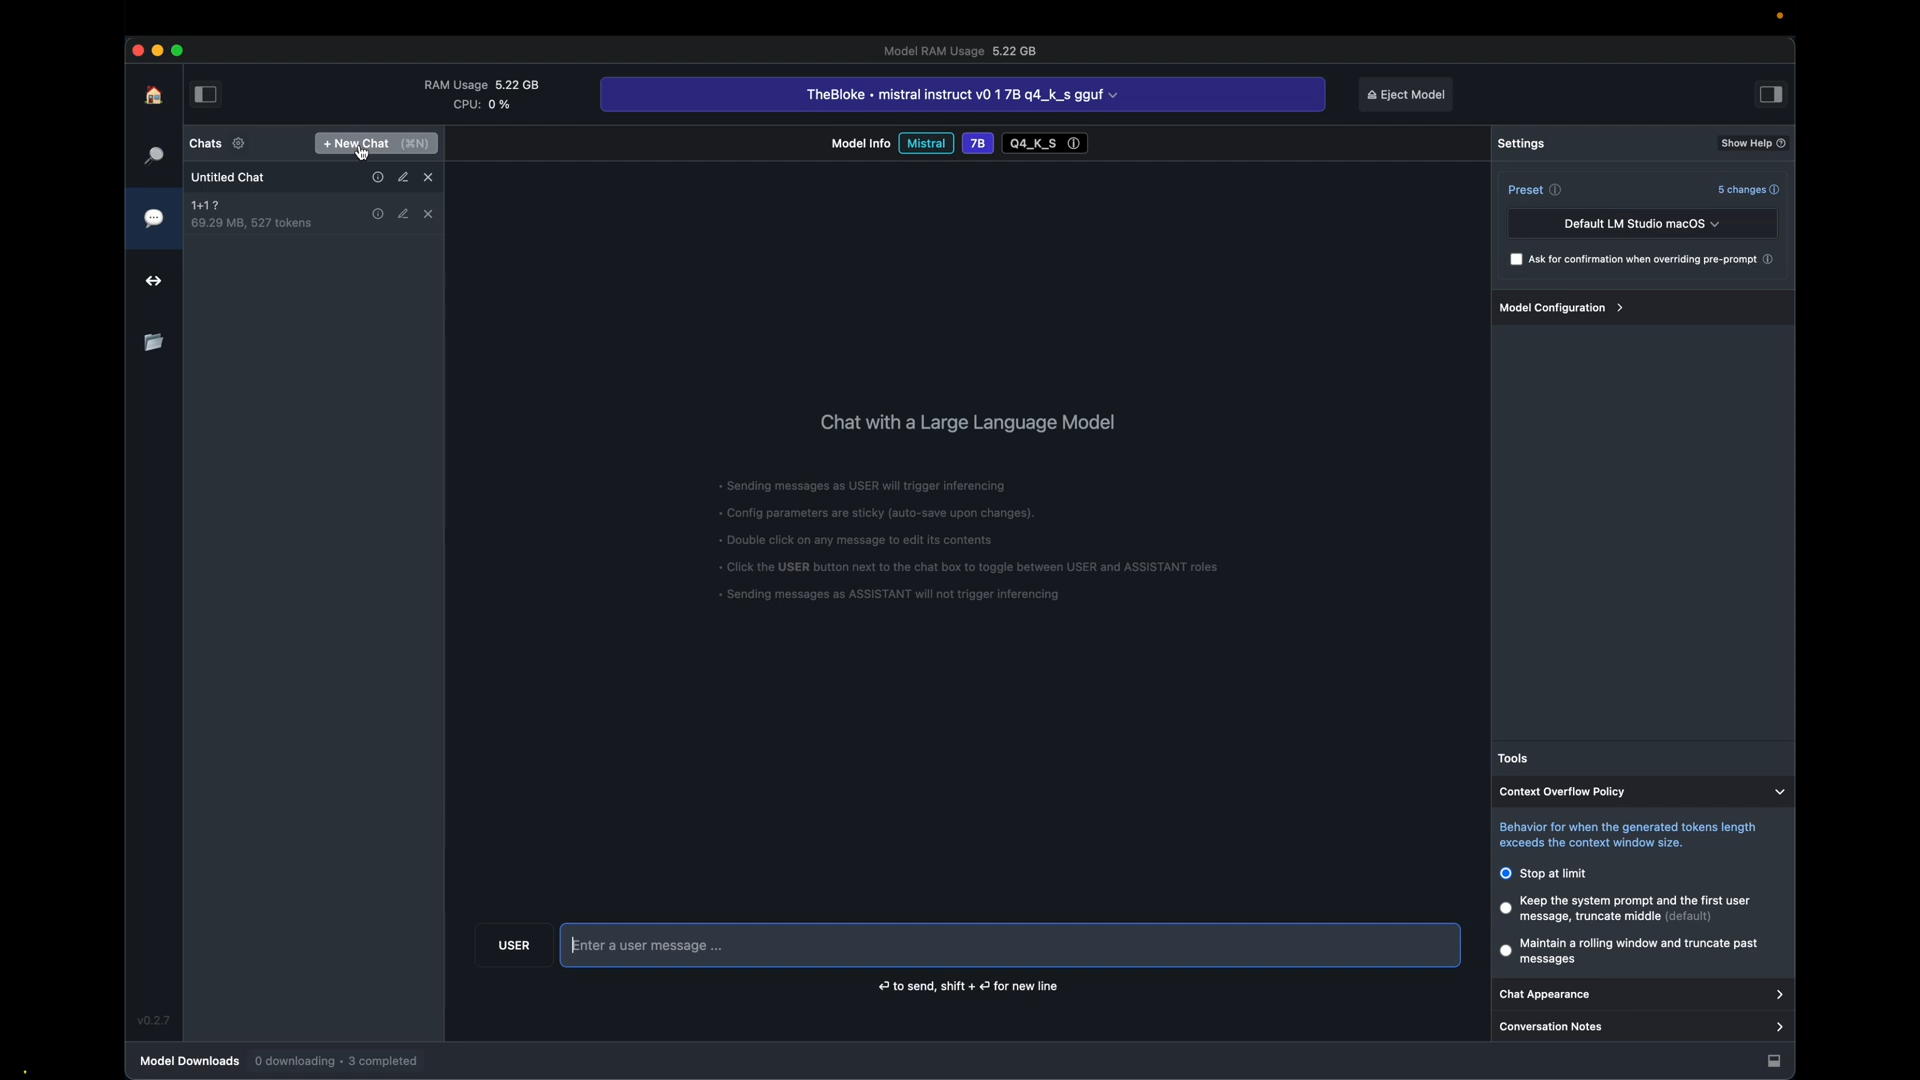 Model RAM Usage 5.22 GB
RAM Usage 5.22 GB
CPU: 0 %
TheBloke • mistral instruct v0 1 7B q4_k_s gguf
Eject Model
Chats
+ New Chat (⌘N)
Model Info Mistral 7B Q4_K_S
Settings
Show Help
Untitled Chat
1+1 ?
69.29 MB, 527 tokens
Preset
5 changes
Default LM Studio macOS
Ask for confirmation when overriding pre-prompt
Model Configuration
Chat with a Large Language Model
• Sending messages as USER will trigger inferencing
• Config parameters are sticky (auto-save upon changes).
• Double click on any message to edit its contents
• Click the USER button next to the chat box to toggle between USER and ASSISTANT roles
• Sending messages as ASSISTANT will not trigger inferencing
Tools
Context Overflow Policy
Behavior for when the generated tokens length
exceeds the context window size.
Stop at limit
Keep the system prompt and the first user
message, truncate middle (default)
Maintain a rolling window and truncate past
messages
Chat Appearance
Conversation Notes
USER
Enter a user message ...
⏎ to send, shift + ⏎ for new line
v0.2.7
Model Downloads 0 downloading • 3 completed